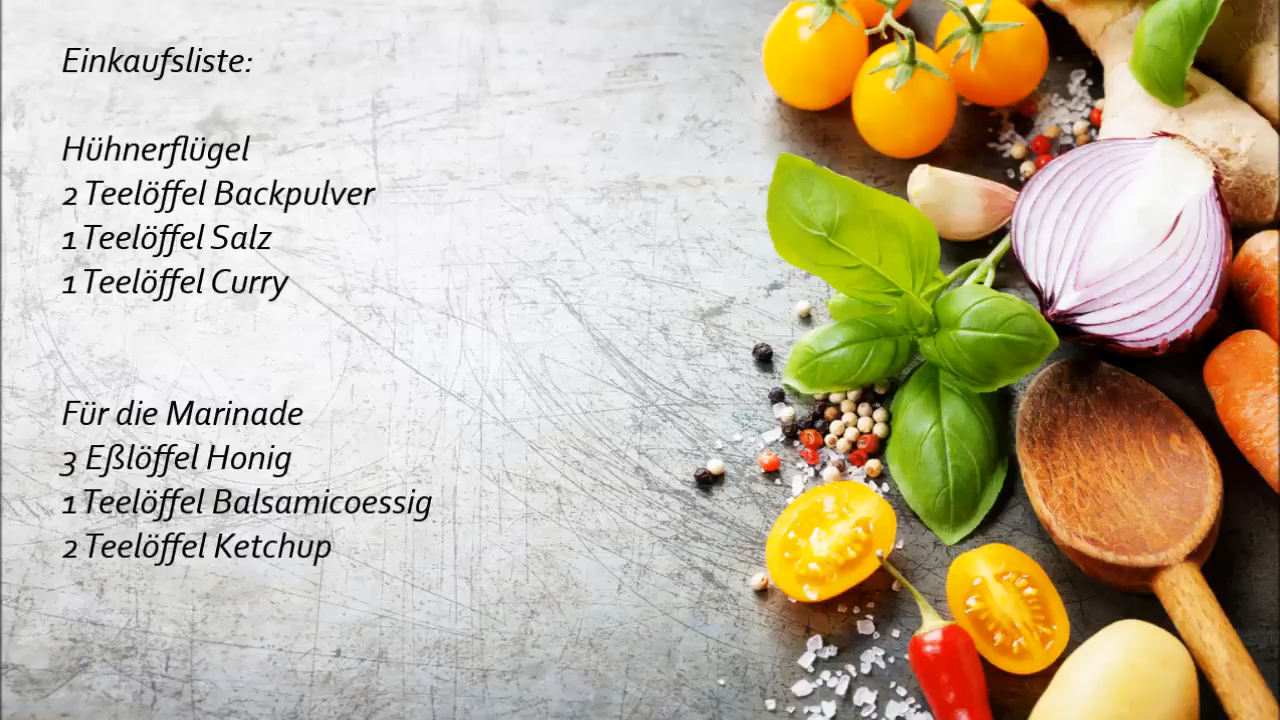 Einkaufsliste:
Hühnerflügel
2 Teelöffel Backpulver
1 Teelöffel Salz
1 Teelöffel Curry
Für die Marinade
3 Eßlöffel Honig
1 Teelöffel Balsamicoessig
2 Teelöffel Ketchup